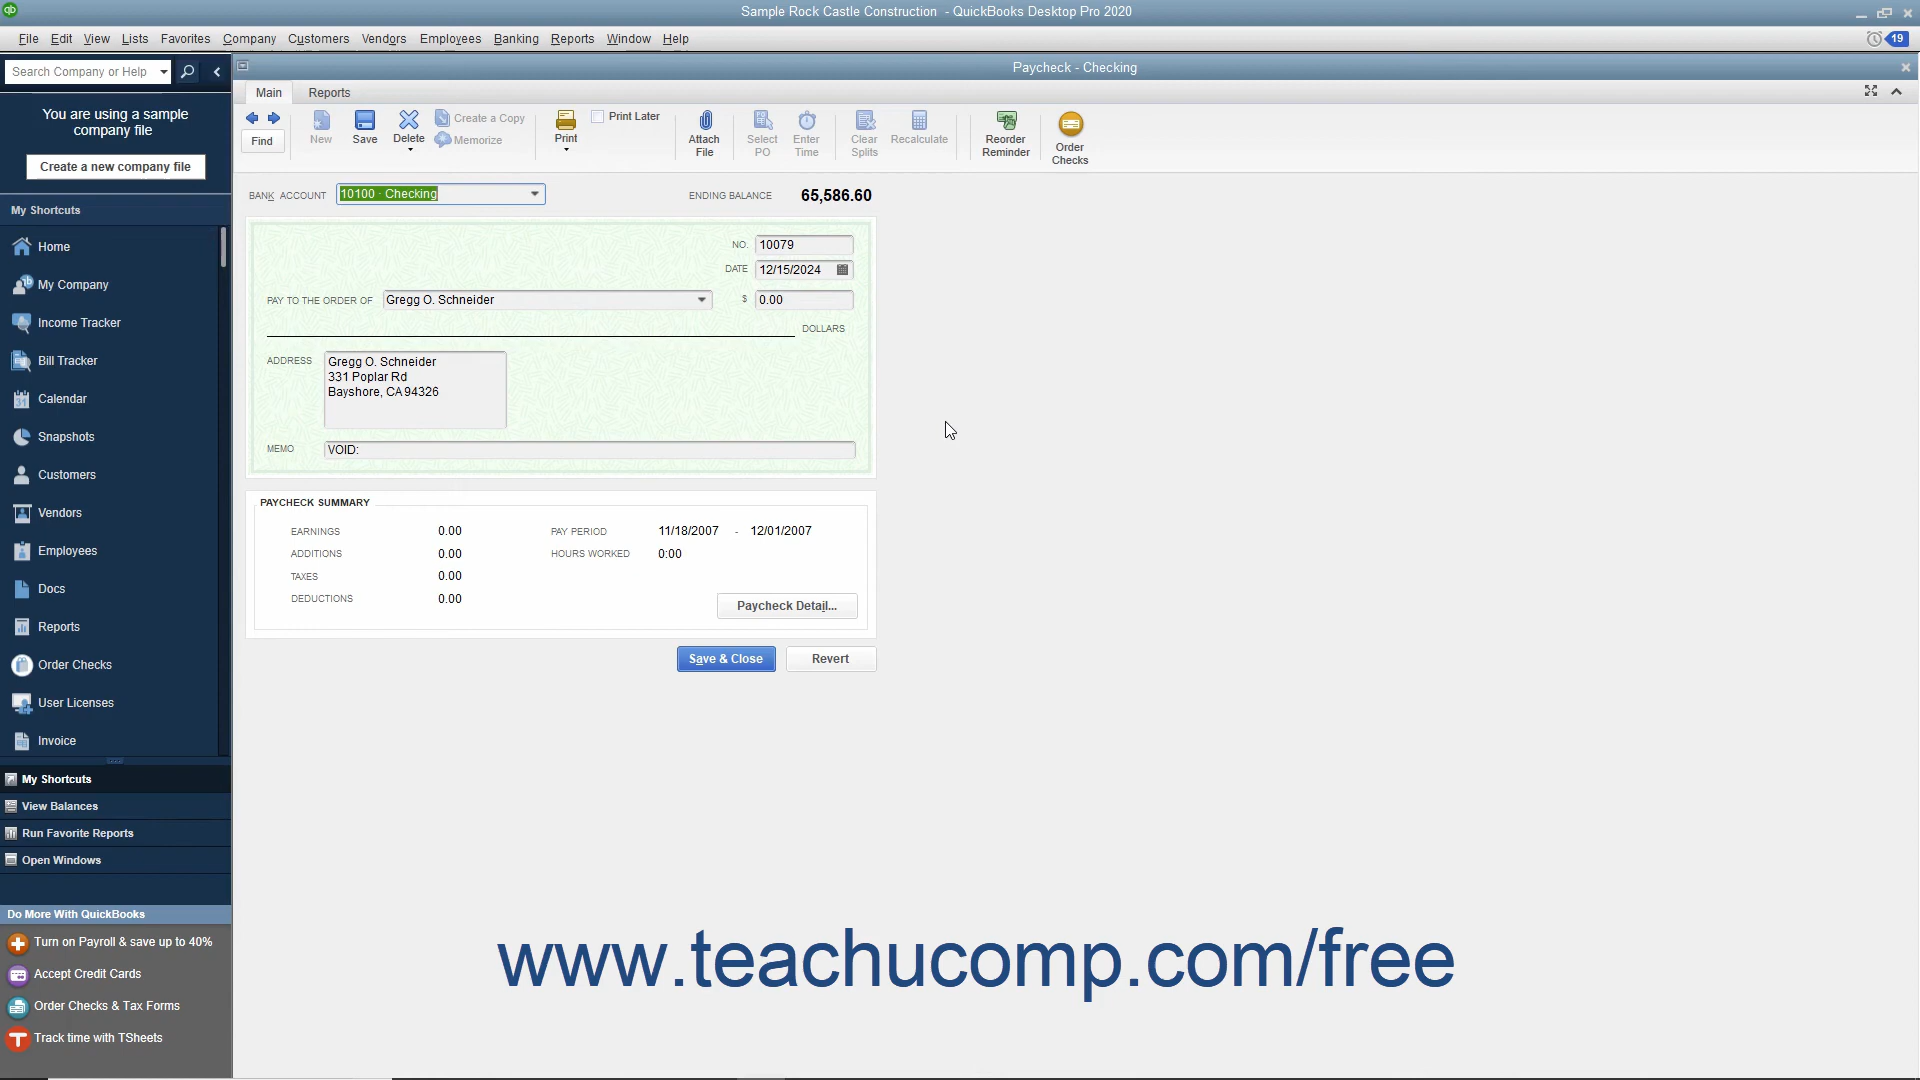 Sample Rock Castle Construction - QuickBooks Desktop Pro 2020
File Edit View Lists Favorites Company Customers Vendors Employees Banking Reports Window Help
19
Search Company or Help
Paycheck - Checking
You are using a sample
company file
Create a new company file
My Shortcuts
Home
My Company
Income Tracker
Bill Tracker
Calendar
Snapshots
Customers
Vendors
Employees
Docs
Reports
Order Checks
User Licenses
Invoice
My Shortcuts
View Balances
Run Favorite Reports
Open Windows
Do More With QuickBooks
Turn on Payroll & save up to 40%
Accept Credit Cards
Order Checks & Tax Forms
Track time with TSheets
Main Reports
Find
New
Save
Delete
Create a Copy
Memorize
Print
Print Later
Attach
File
Select
PO
Enter
Time
Clear
Splits
Recalculate
Reorder
Reminder
Order
Checks
BANK ACCOUNT 10100 · Checking ENDING BALANCE 65,586.60
NO. 10079
DATE 12/15/2024
PAY TO THE ORDER OF Gregg O. Schneider $ 0.00
DOLLARS
ADDRESS Gregg O. Schneider
331 Poplar Rd
Bayshore, CA 94326
MEMO VOID:
PAYCHECK SUMMARY
EARNINGS 0.00 PAY PERIOD 11/18/2007 - 12/01/2007
ADDITIONS 0.00 HOURS WORKED 0:00
TAXES 0.00
DEDUCTIONS 0.00
Paycheck Detail...
Save & Close Revert
www.teachucomp.com/free